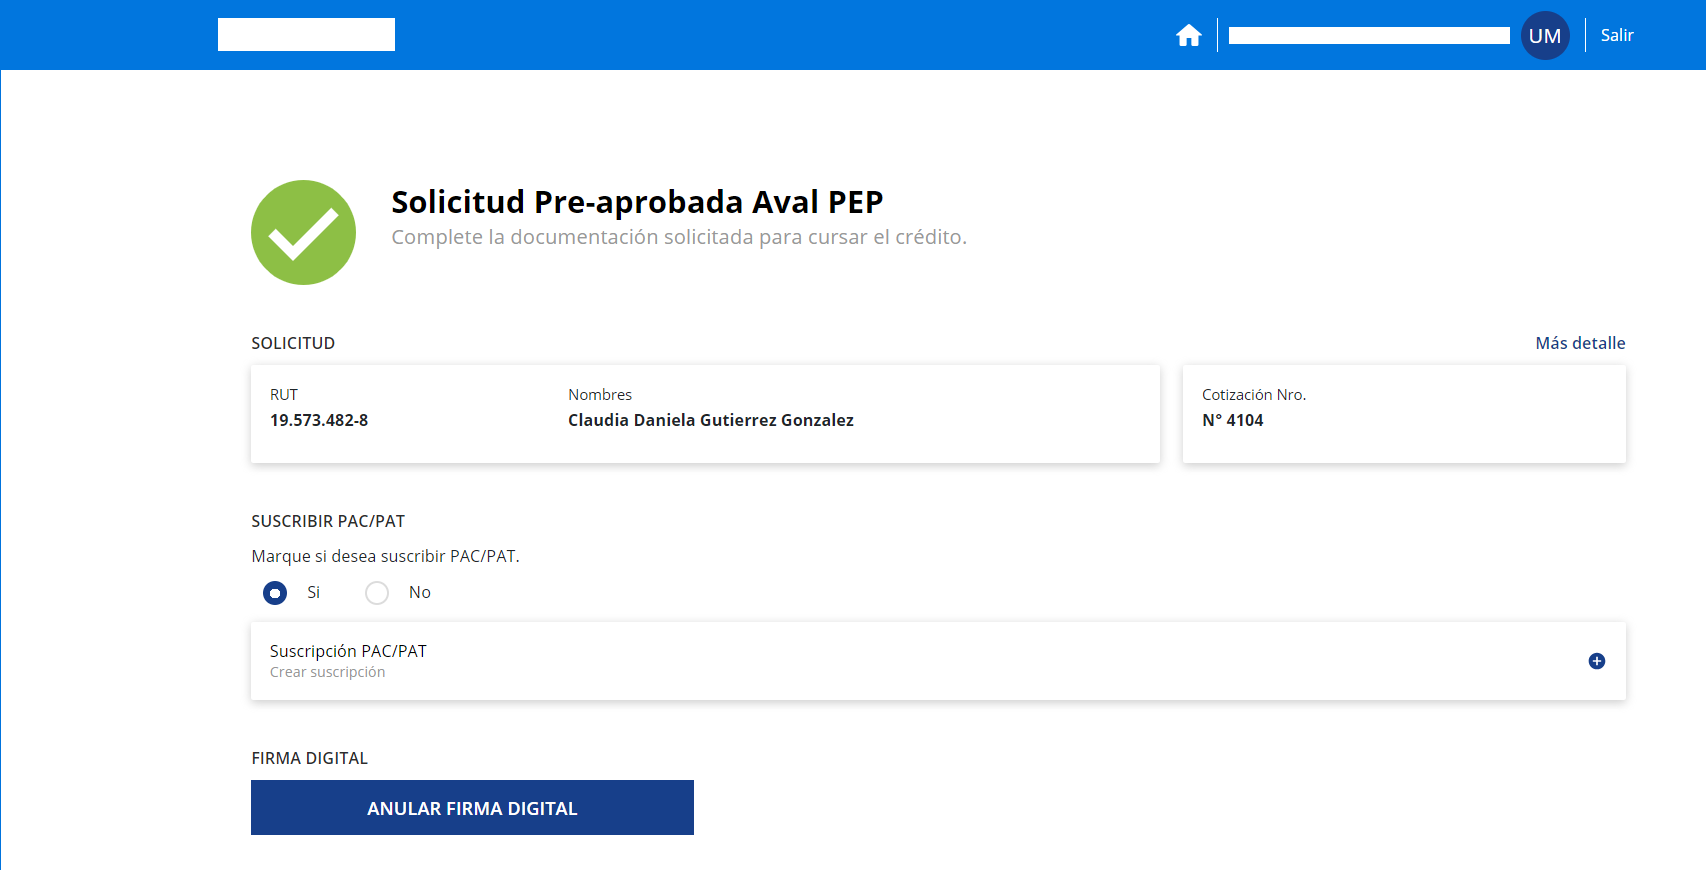 UM
Salir
Solicitud Pre-aprobada Aval PEP
Complete la documentación solicitada para cursar el crédito.
SOLICITUD
Más detalle
RUT
Nombres
Cotización Nro.
19.573.482-8
Claudia Daniela Gutierrez Gonzalez
N° 4104
SUSCRIBIR PAC/PAT
Marque si desea suscribir PAC/PAT.
Si
No
Suscripción PAC/PAT
Crear suscripción
FIRMA DIGITAL
ANULAR FIRMA DIGITAL